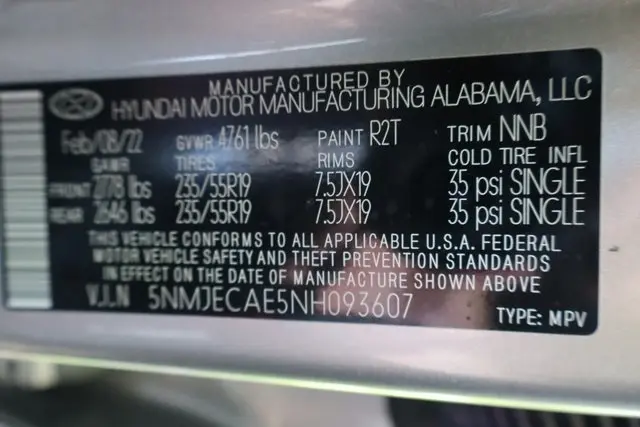 MANUFACTURED BY
HYUNDAI MOTOR MANUFACTURING ALABAMA, LLC
Feb/08/22 GVWR 4761 lbs PAINT R2T TRIM NNB
GAWR TIRES RIMS COLD TIRE INFL
FRONT 2778 lbs 235/55R19 7.5JX19 35 psi SINGLE
REAR 2646 lbs 235/55R19 7.5JX19 35 psi SINGLE
THIS VEHICLE CONFORMS TO ALL APPLICABLE U.S.A. FEDERAL
MOTOR VEHICLE SAFETY AND THEFT PREVENTION STANDARDS
IN EFFECT ON THE DATE OF MANUFACTURE SHOWN ABOVE
V.I.N 5NMJECAE5NH093607
TYPE: MPV